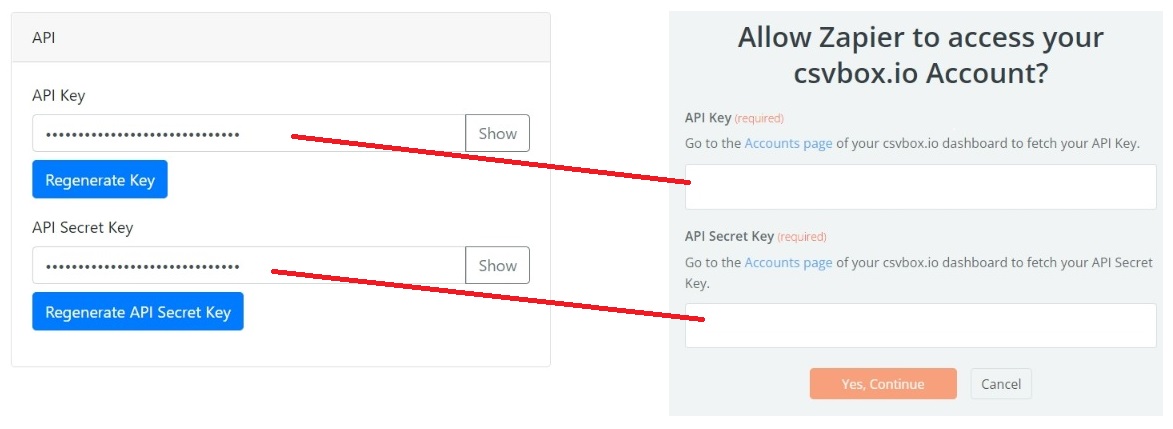 API
API Key
•••••••••••••••••••••••••••••• Show
Regenerate Key
API Secret Key
•••••••••••••••••••••••••••••• Show
Regenerate API Secret Key
Allow Zapier to access your
csvbox.io Account?
API Key (required)
Go to the Accounts page of your csvbox.io dashboard to fetch your API Key.
API Secret Key (required)
Go to the Accounts page of your csvbox.io dashboard to fetch your API Secret
Key.
Yes, Continue Cancel